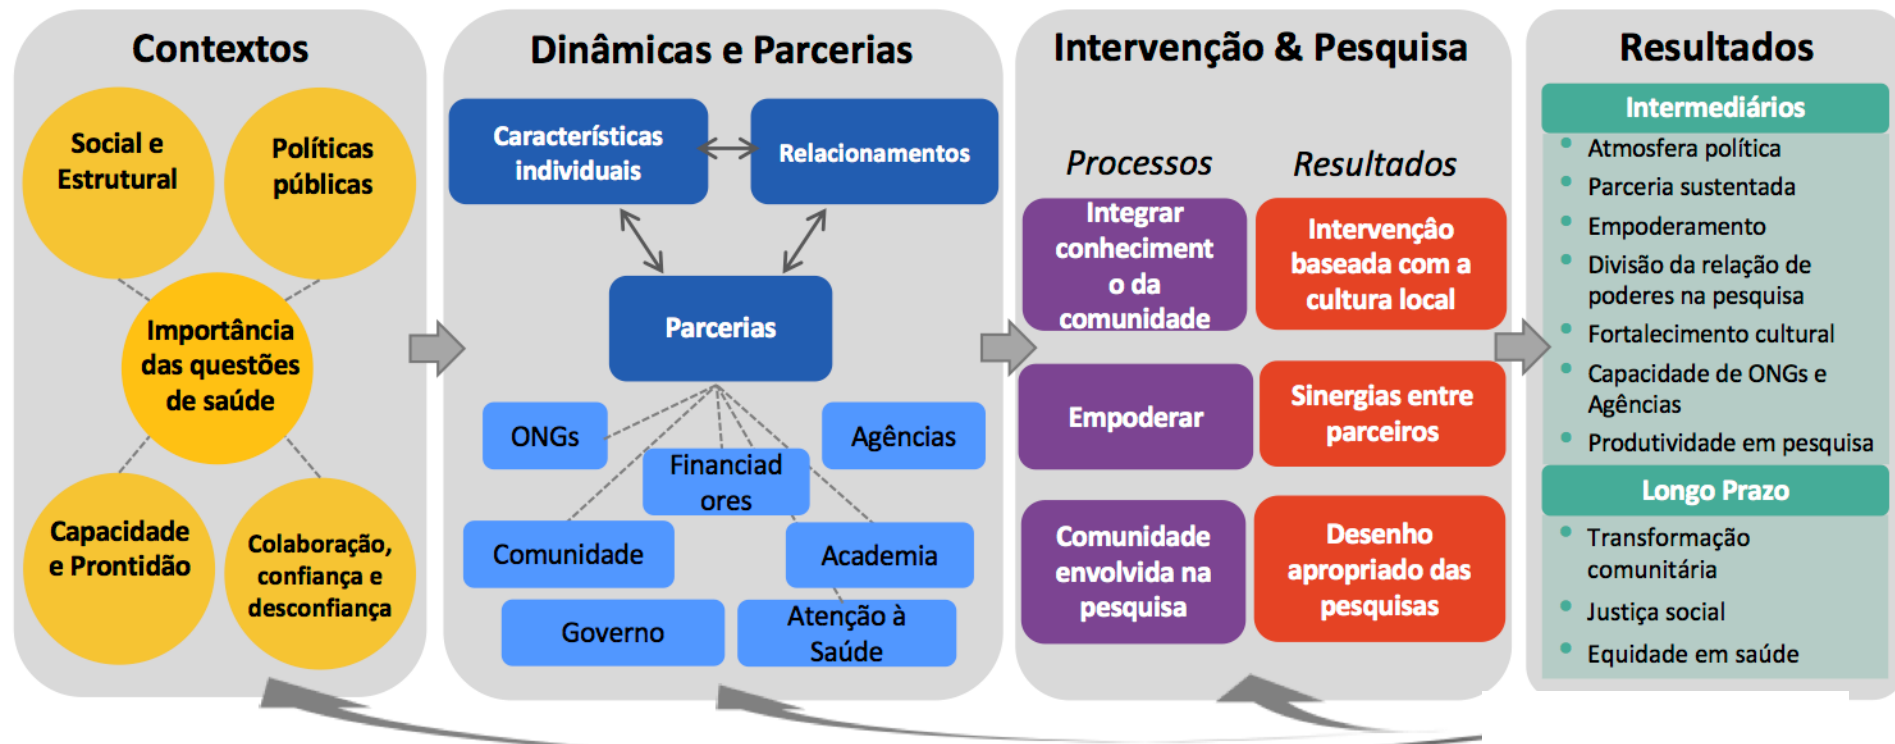 Contextos
Social e
Estrutural
Políticas
públicas
Importância
das questões
de saúde
Capacidade
e Prontidão
Colaboração,
confiança e
desconfiança
Dinâmicas e Parcerias
Característícas
individuais
Relacionamentos
Parcerias
ONGs
Agências
Financiad
ores
Comunidade
Academia
Governo
Atenção à
Saúde
Intervenção & Pesquisa
Processos
Resultados
Integrar
conheciment
o da
comunidade
Intervençâo
baseada com a
cultura local
Empoderar
Sinergias entre
parceiros
Comunidade
envolvida na
pesquisa
Desenho
apropriado das
pesquisas
Resultados
Intermediários
• Atmosfera política
• Parceria sustentada
• Empoderamento
• Divisão da relação de
poderes na pesquisa
• Fortalecimento cultural
• Capacidade de ONGs e
Agências
• Produtividade em pesquisa
Longo Prazo
• Transformação
comunitária
• Justiça social
• Equidade em saúde